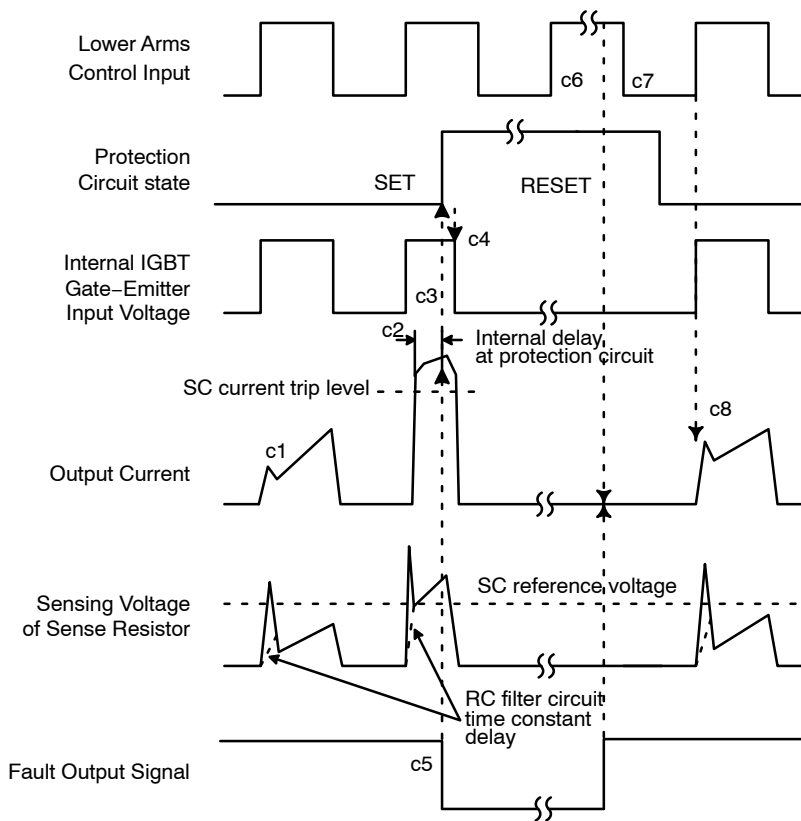 Lower Arms
Control Input
c6
c7
Protection
Circuit state
SET
RESET
c4
Internal IGBT
Gate−Emitter
Input Voltage
c3
c2
Internal delay
at protection circuit
SC current trip level
c8
c1
Output Current
SC reference voltage
Sensing Voltage
of Sense Resistor
RC filter circuit
time constant
delay
c5
Fault Output Signal